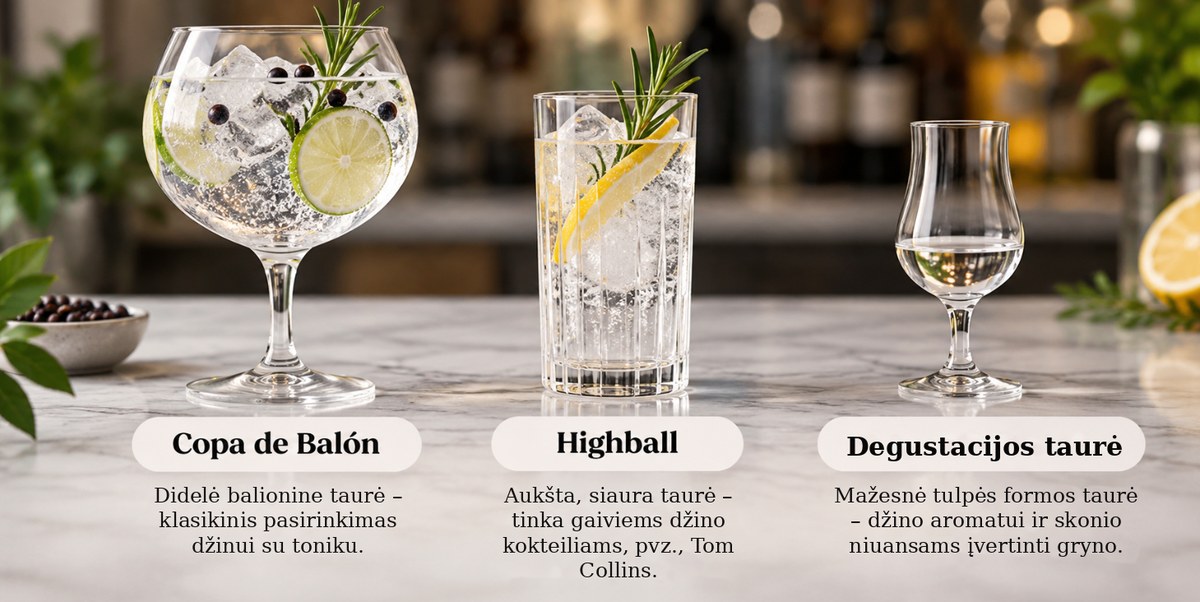 Copa de Balón
Didelė balioninė taurė –
klasikinis pasirinkimas
džinui su toniku.
Highball
Aukšta, siaura taurė –
tinka gaiviems džino
kokteiliams, pvz., Tom
Collins.
Degustacijos taurė
Mažesnė tulpės formos taurė
– džino aromatui ir skonio
niuansams įvertinti gryno.